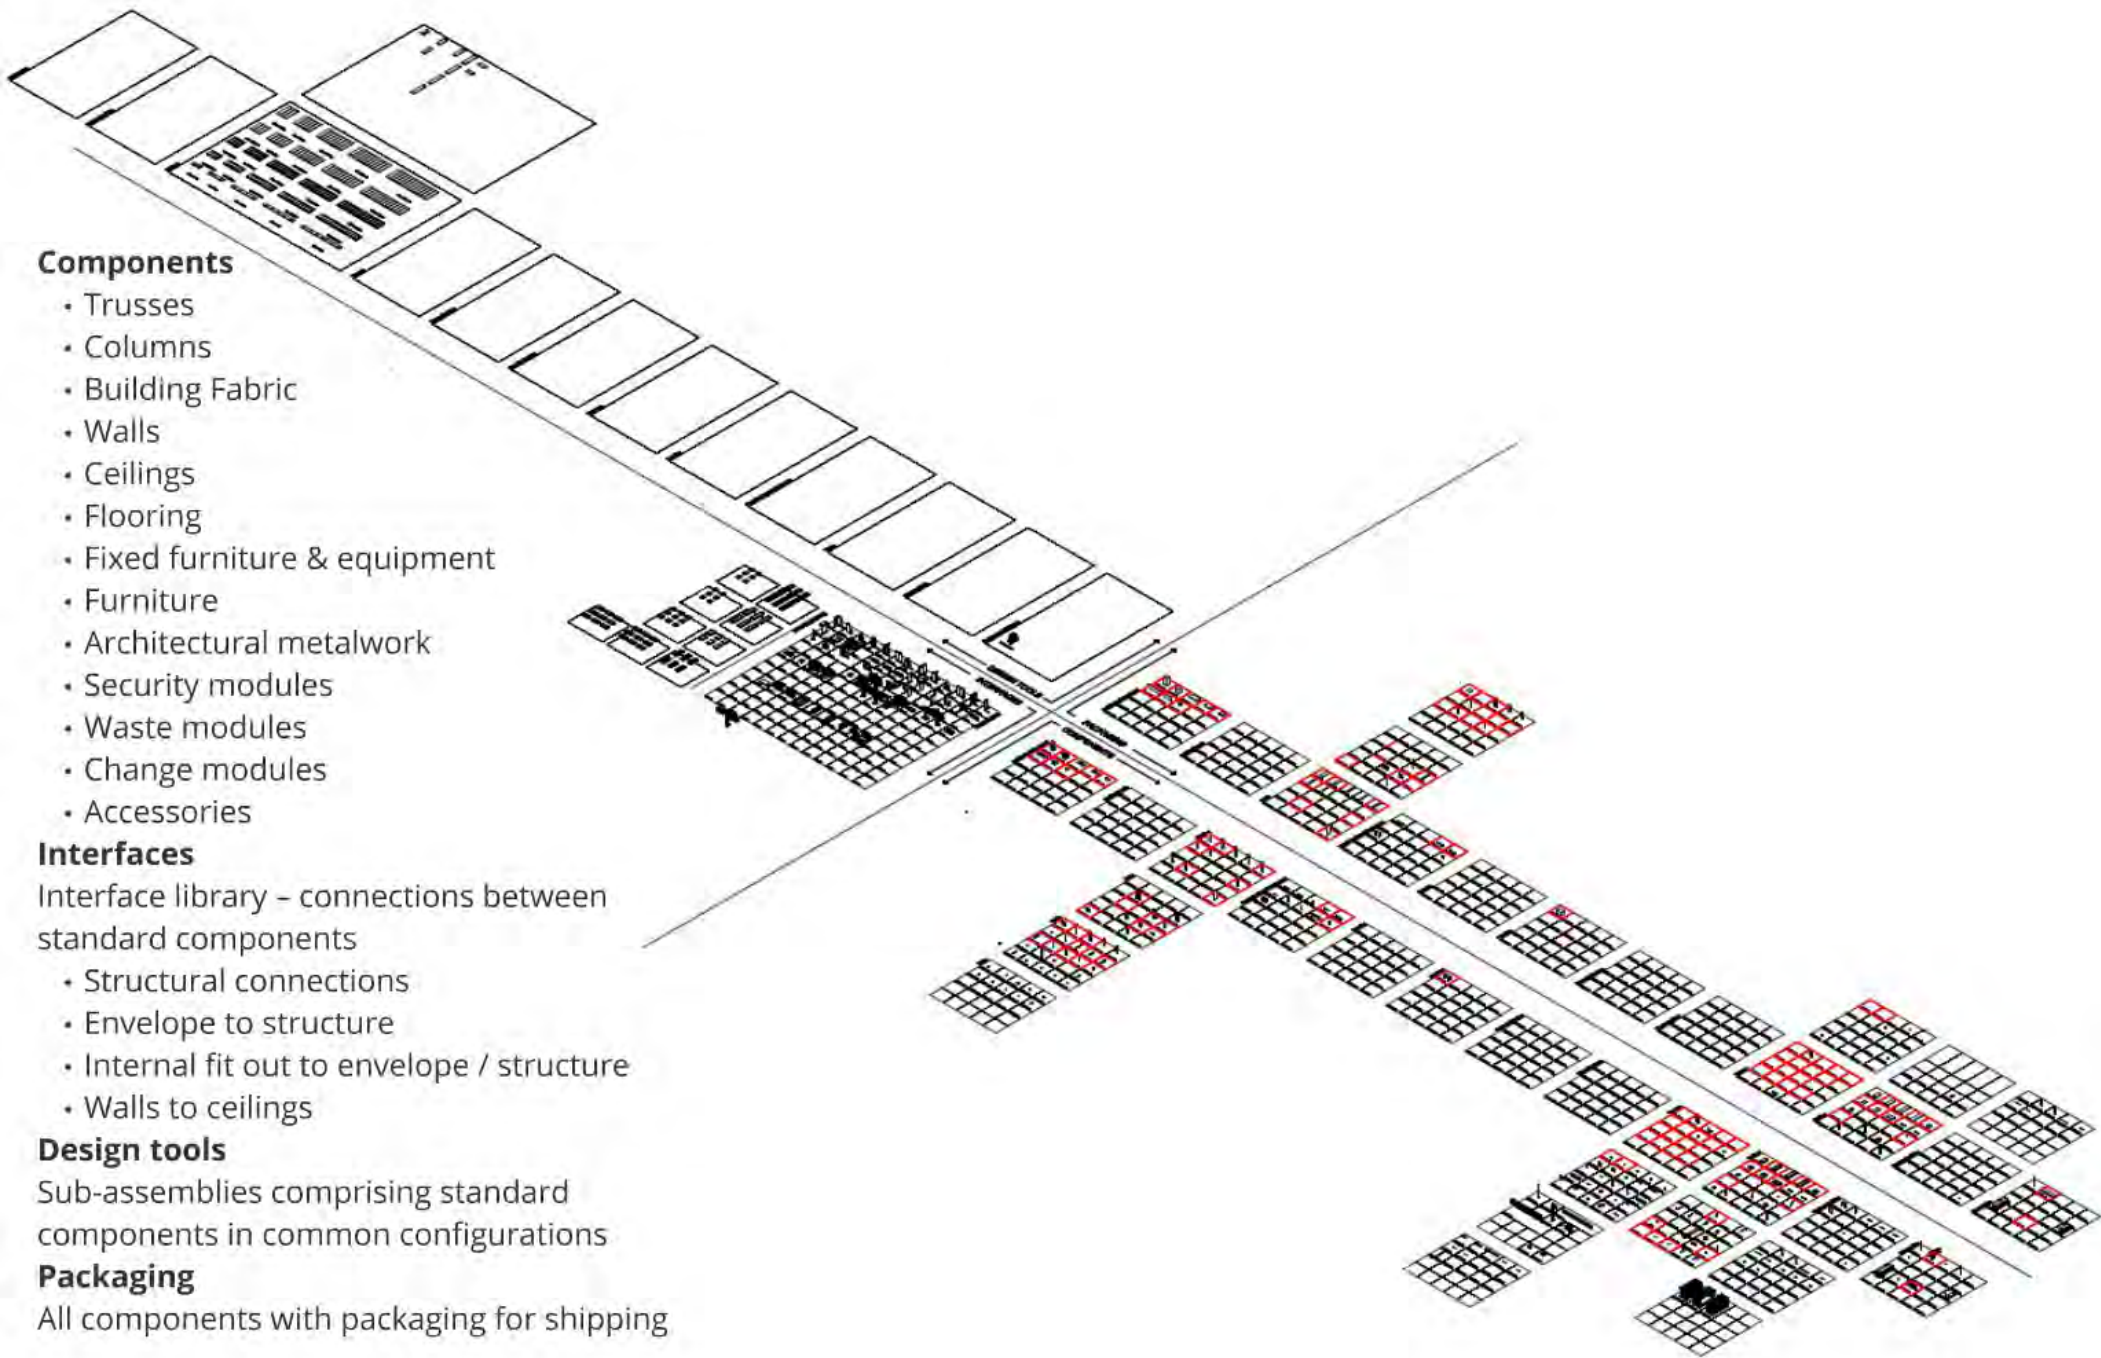 Components
• Trusses
• Columns
• Building Fabric
• Walls
• Ceilings
• Flooring
• Fixed furniture & equipment
• Furniture
• Architectural metalwork
• Security modules
• Waste modules
• Change modules
• Accessories
Interfaces
Interface library – connections between
standard components
• Structural connections
• Envelope to structure
• Internal fit out to envelope / structure
• Walls to ceilings
Design tools
Sub-assemblies comprising standard
components in common configurations
Packaging
All components with packaging for shipping